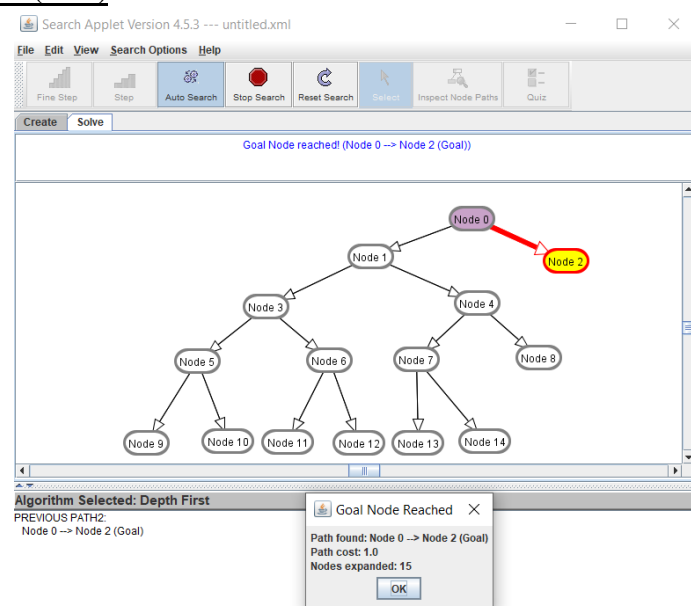 Search Applet Version 4.5.3 --- untitled.xml
File Edit View Search Options Help
Fine Step Step Auto Search Stop Search Reset Search Select Inspect Node Paths Quiz
Create Solve
Goal Node reached! (Node 0 --> Node 2 (Goal))
Node 0
Node 1
Node 2
Node 3
Node 4
Node 5
Node 6
Node 7
Node 8
Node 9
Node 10
Node 11
Node 12
Node 13
Node 14
Algorithm Selected: Depth First
PREVIOUS PATH2:
Node 0 --> Node 2 (Goal)
Goal Node Reached
Path found: Node 0 --> Node 2 (Goal)
Path cost: 1.0
Nodes expanded: 15
OK